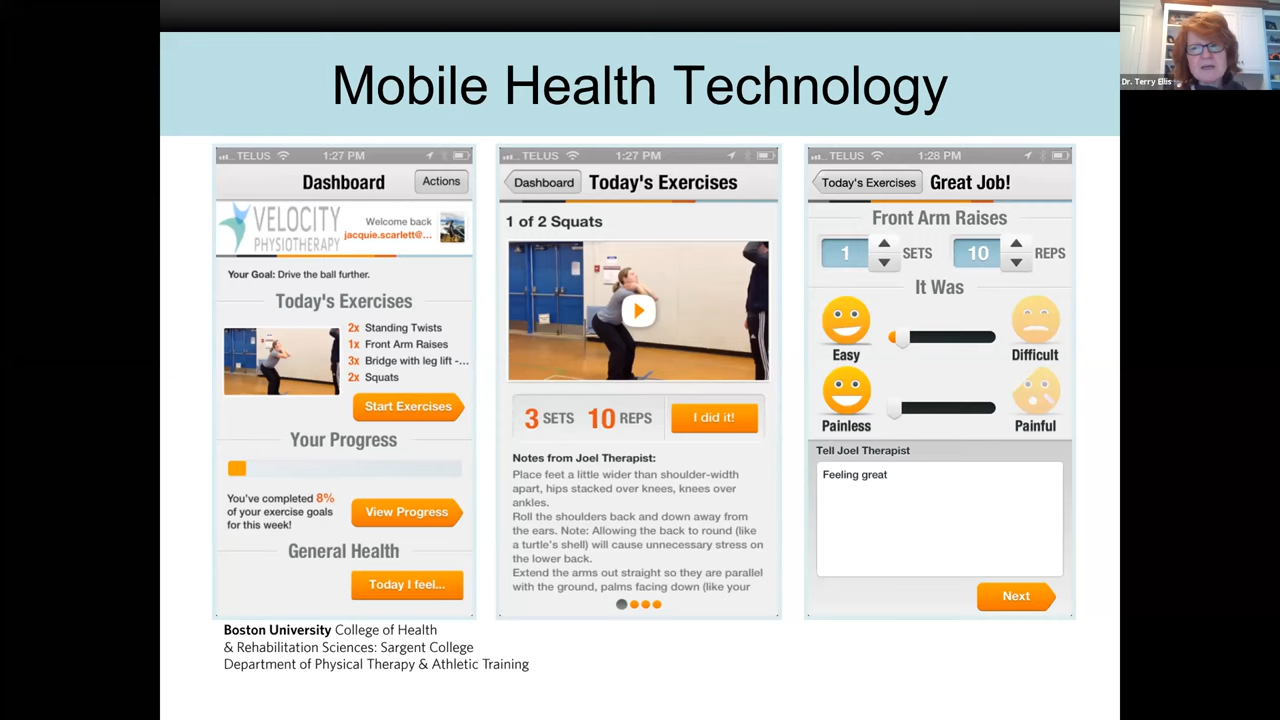 Mobile Health Technology
Dr. Terry Ellis
TELUS 1:27 PM
Dashboard Actions
VELOCITY
PHYSIOTHERAPY
Welcome back
jacquie.scarlett@...
Your Goal: Drive the ball further.
Today's Exercises
2x Standing Twists
1x Front Arm Raises
3x Bridge with leg lift -...
2x Squats
Start Exercises
Your Progress
You've completed 8%
of your exercise goals
for this week!
View Progress
General Health
Today I feel...
TELUS 1:27 PM
Dashboard Today's Exercises
1 of 2 Squats
3 SETS 10 REPS I did it!
Notes from Joel Therapist:
Place feet a little wider than shoulder-width
apart, hips stacked over knees, knees over
ankles.
Roll the shoulders back and down away from
the ears. Note: Allowing the back to round (like
a turtle's shell) will cause unnecessary stress on
the lower back.
Extend the arms out straight so they are parallel
with the ground, palms facing down (like your
TELUS 1:28 PM
Today's Exercises Great Job!
Front Arm Raises
1 SETS 10 REPS
It Was
Easy Difficult
Painless Painful
Tell Joel Therapist
Feeling great
Next
Boston University College of Health
& Rehabilitation Sciences: Sargent College
Department of Physical Therapy & Athletic Training